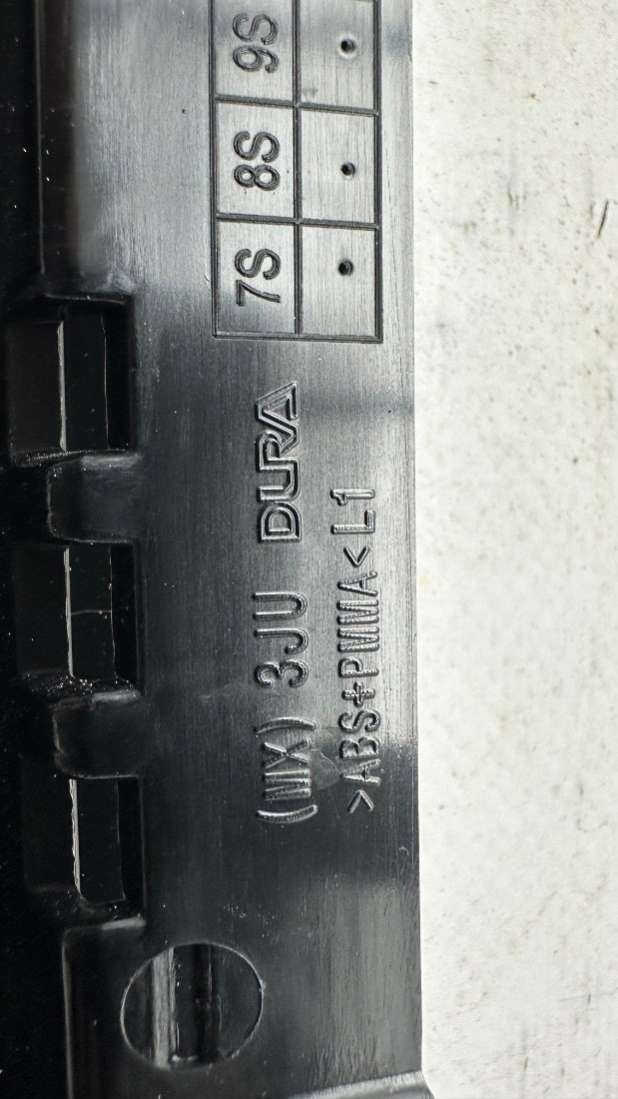 7S 8S 9S
(MX) 3JU DURA
>ABS+PMMA<L1